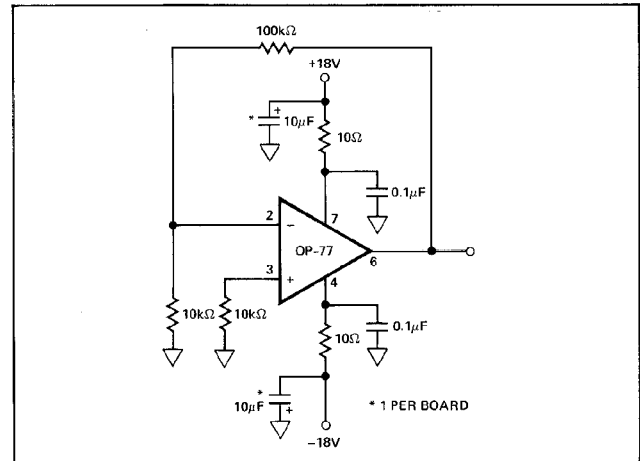 100kΩ
+18V
* 10μF +
10Ω
0.1μF
2 − 7
OP-77
6
3 + 4
10kΩ 10kΩ
10Ω 0.1μF
*
10μF +
* 1 PER BOARD
−18V